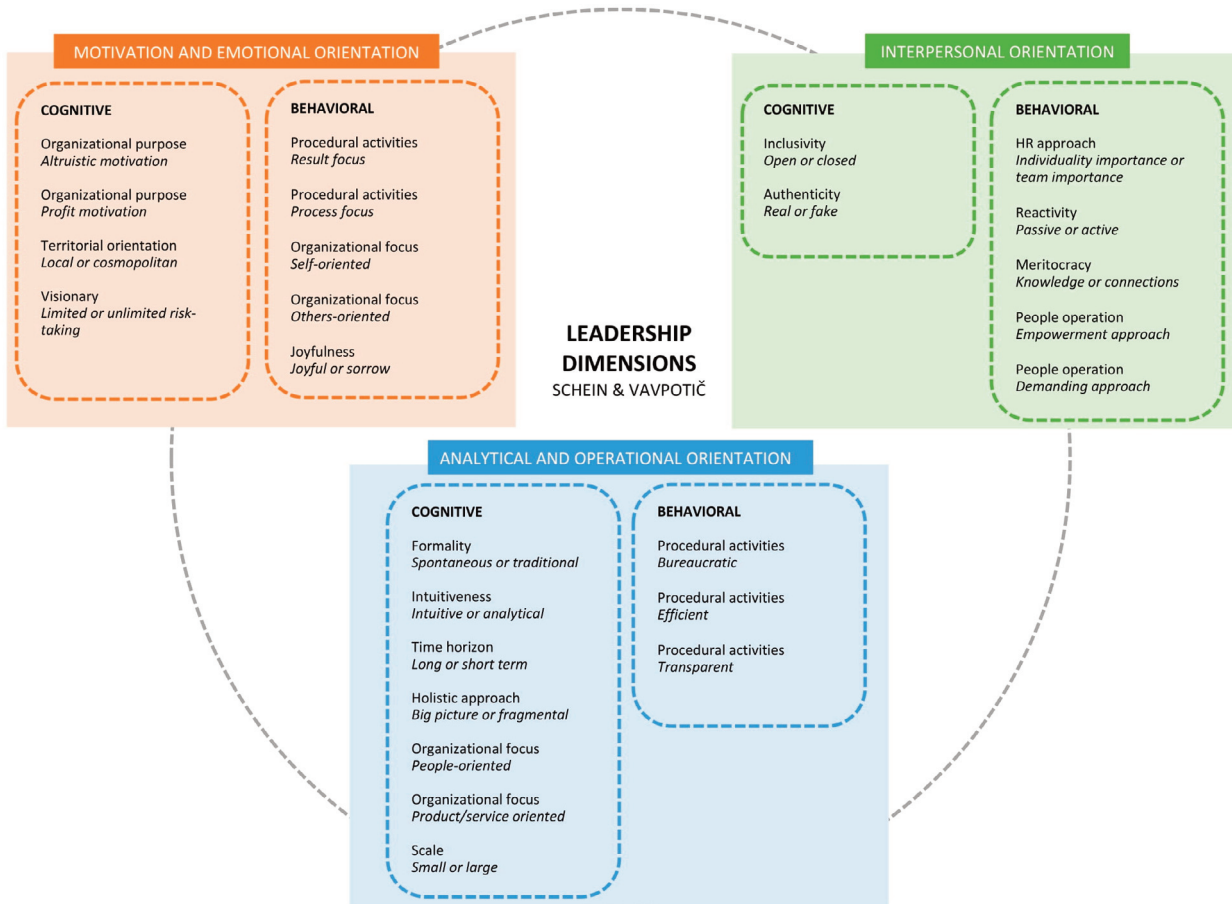 MOTIVATION AND EMOTIONAL ORIENTATION
COGNITIVE
Organizational purpose
Altruistic motivation
Organizational purpose
Profit motivation
Territorial orientation
Local or cosmopolitan
Visionary
Limited or unlimited risk-
taking
BEHAVIORAL
Procedural activities
Result focus
Procedural activities
Process focus
Organizational focus
Self-oriented
Organizational focus
Others-oriented
Joyfulness
Joyful or sorrow
INTERPERSONAL ORIENTATION
COGNITIVE
Inclusivity
Open or closed
Authenticity
Real or fake
BEHAVIORAL
HR approach
Individuality importance or
team importance
Reactivity
Passive or active
Meritocracy
Knowledge or connections
People operation
Empowerment approach
People operation
Demanding approach
LEADERSHIP
DIMENSIONS
SCHEIN & VAVPOTIČ
ANALYTICAL AND OPERATIONAL ORIENTATION
COGNITIVE
Formality
Spontaneous or traditional
Intuitiveness
Intuitive or analytical
Time horizon
Long or short term
Holistic approach
Big picture or fragmental
Organizational focus
People-oriented
Organizational focus
Product/service oriented
Scale
Small or large
BEHAVIORAL
Procedural activities
Bureaucratic
Procedural activities
Efficient
Procedural activities
Transparent